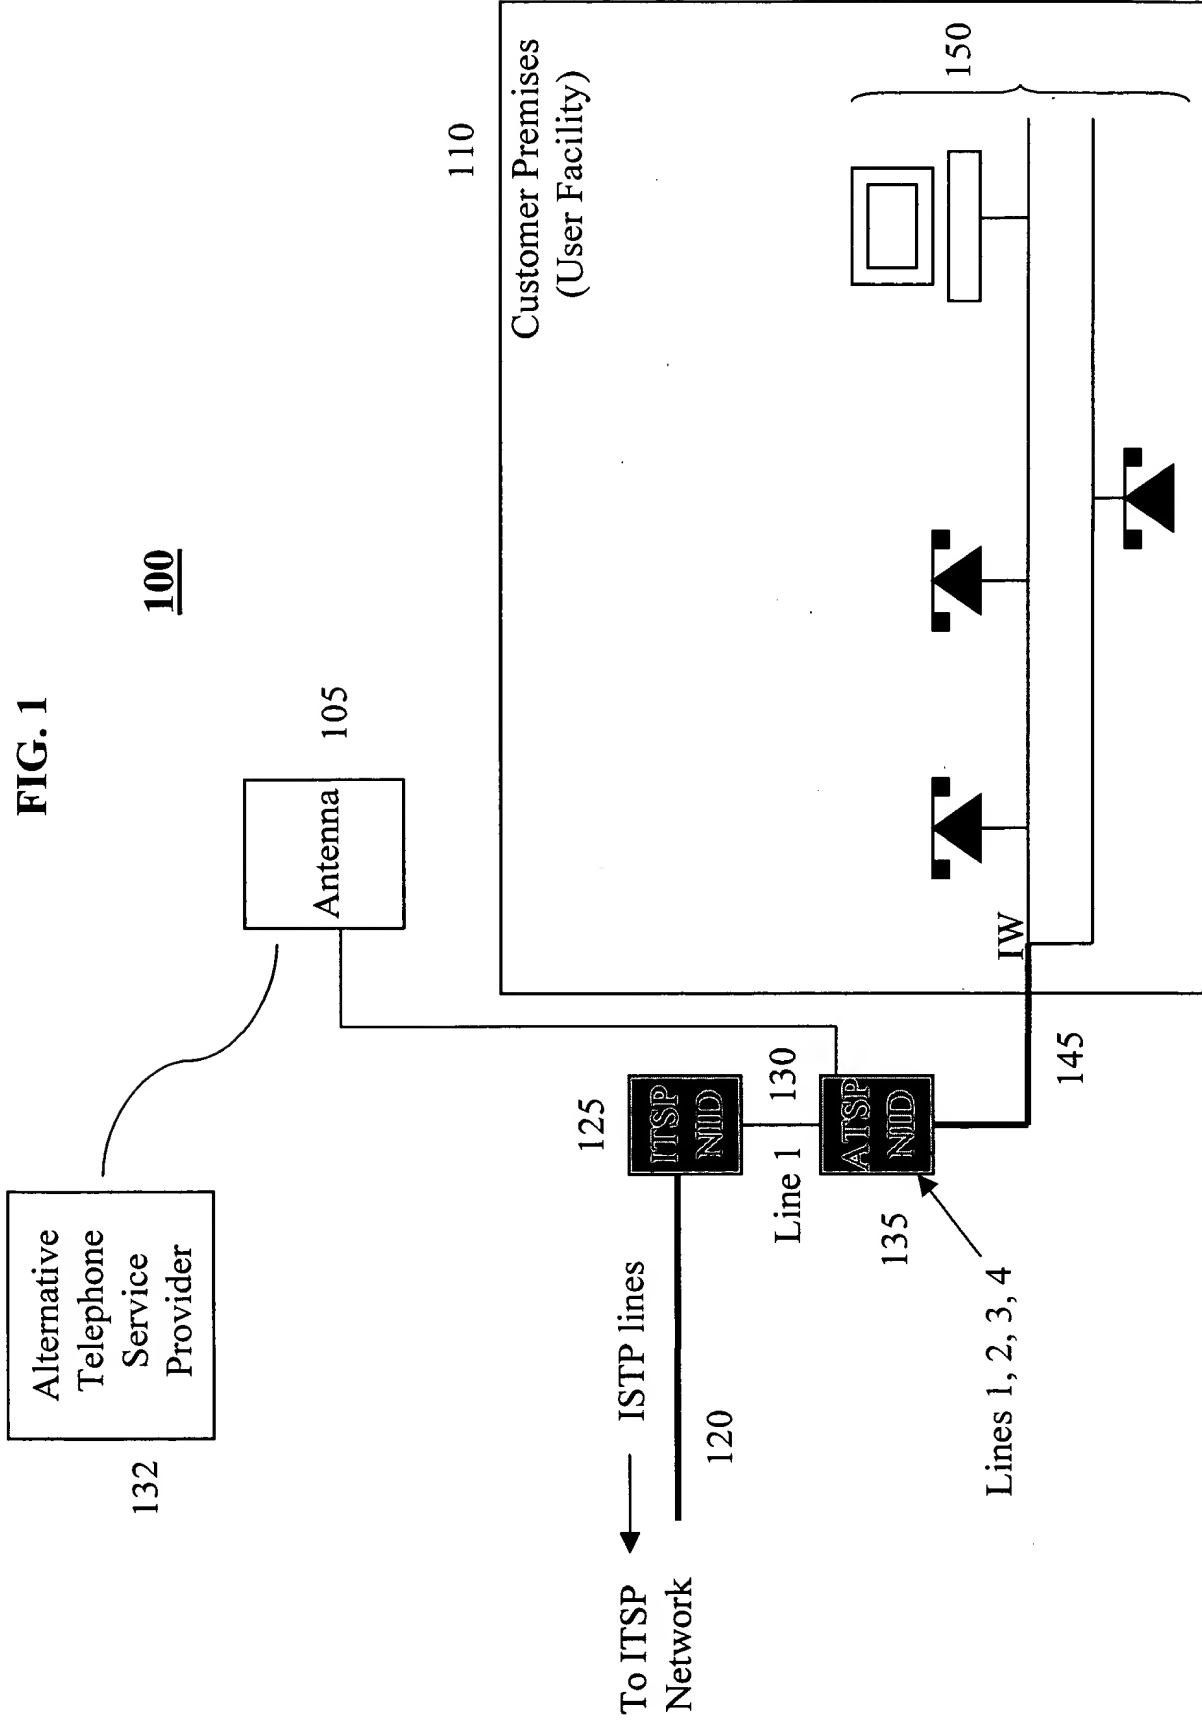 FIG. 1
100
Alternative
Telephone
Service
Provider
132
Antenna
105
110
Customer Premises
(User Facility)
To ITSP
Network
ISTP lines
120
125
ITSP
NID
Line 1
130
ATSP
NID
135
Lines 1, 2, 3, 4
145
IW
150